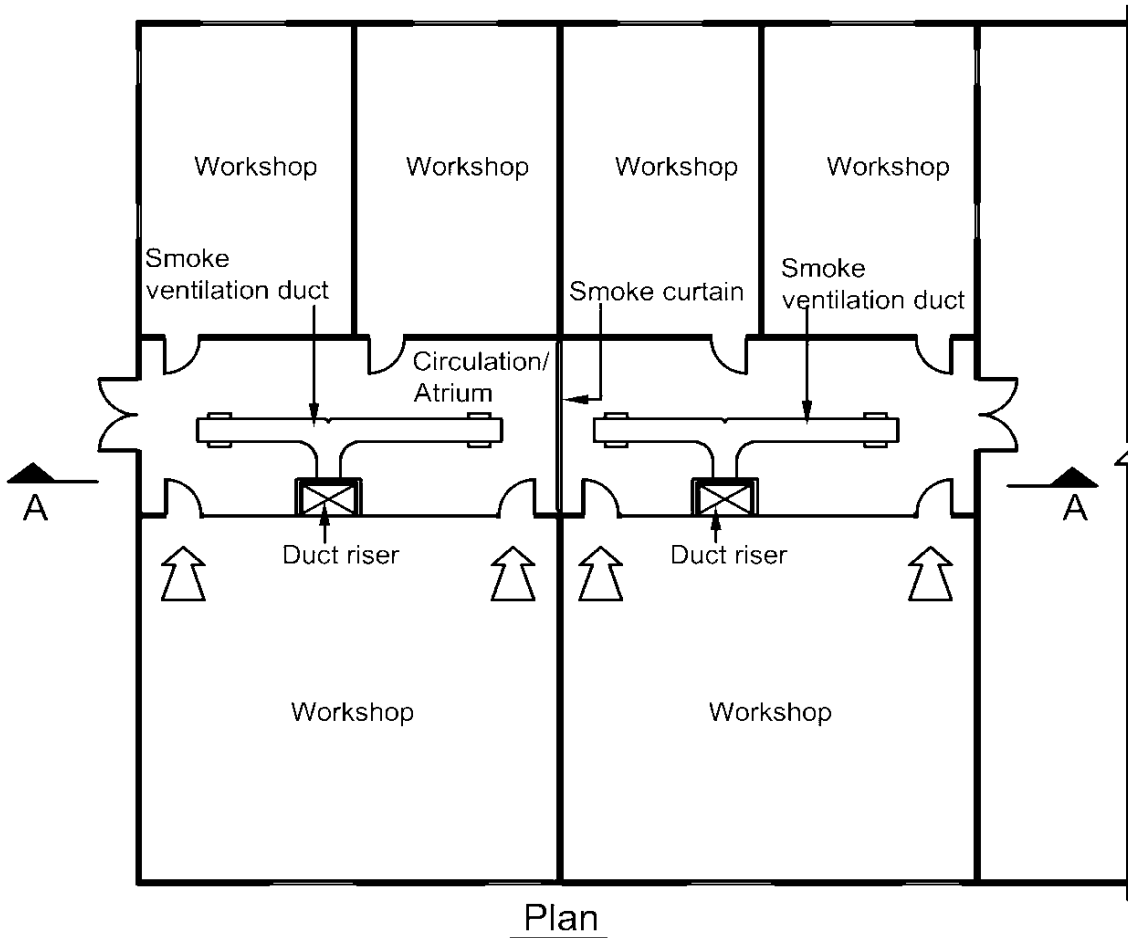 Workshop
Workshop
Workshop
Workshop
Smoke
ventilation duct
Smoke curtain
Smoke
ventilation duct
Circulation/
Atrium
A
A
Duct riser
Duct riser
Workshop
Workshop
Plan